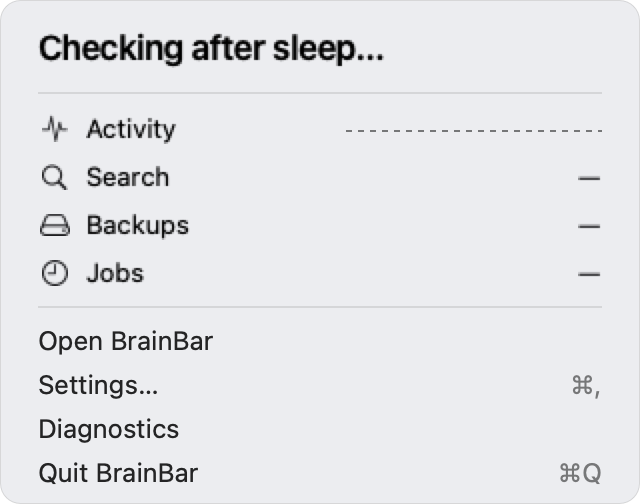 Checking after sleep...
Activity
Search —
Backups —
Jobs —
Open BrainBar
Settings... ⌘,
Diagnostics
Quit BrainBar ⌘Q